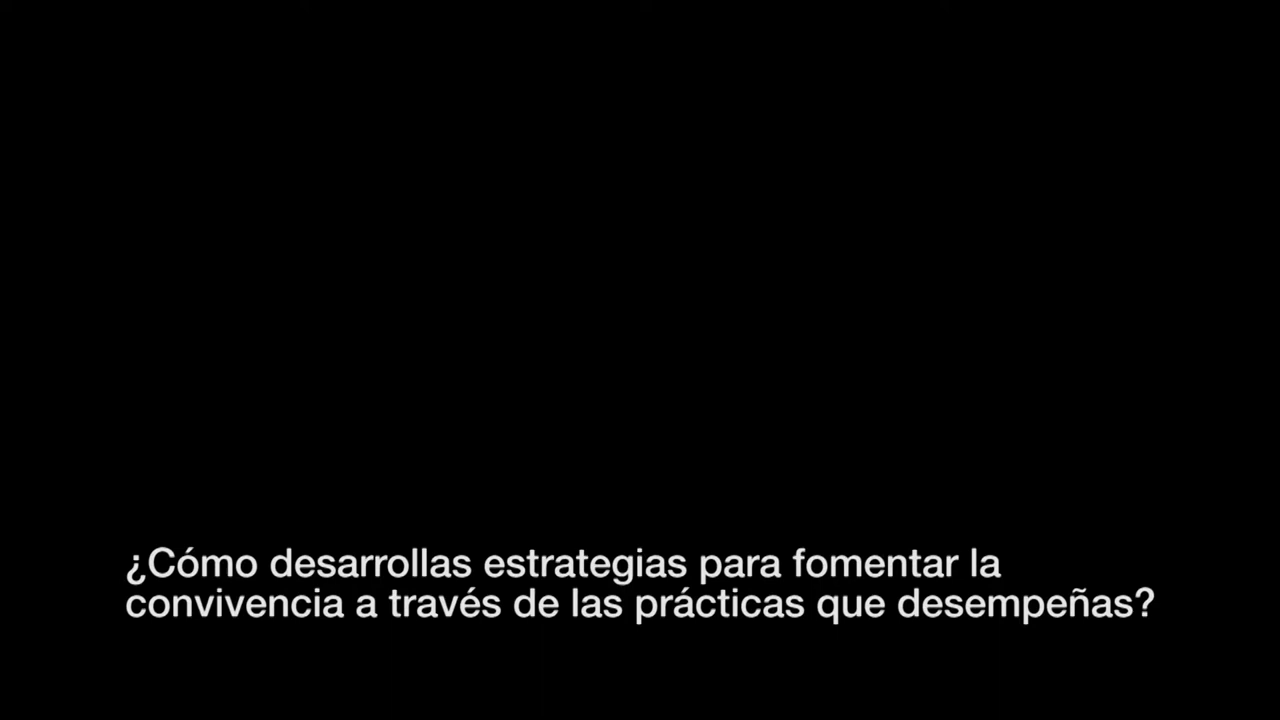 ¿Cómo desarrollas estrategias para fomentar la
convivencia a través de las prácticas que desempeñas?